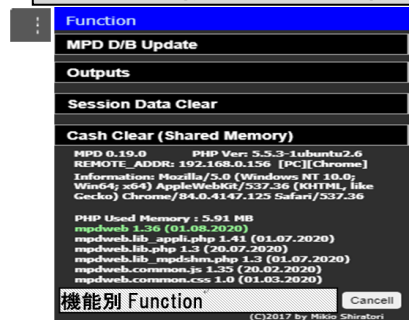 Function
MPD D/B Update
Outputs
Session Data Clear
Cash Clear (Shared Memory)
MPD 0.19.0 PHP Ver: 5.5.3-1ubuntu2.6
REMOTE_ADDR: 192.168.0.156 [PC][Chrome]
Information: Mozilla/5.0 (Windows NT 10.0;
Win64; x64) AppleWebKit/537.36 (KHTML, like
Gecko) Chrome/84.0.4147.125 Safari/537.36
PHP Used Memory : 5.91 MB
mpdweb 1.36 (01.08.2020)
mpdweb.lib_appli.php 1.41 (01.07.2020)
mpdweb.lib.php 1.3 (20.07.2020)
mpdweb.lib_mpdshm.php 1.3 (01.07.2020)
mpdweb.common.js 1.35 (20.02.2020)
mpdweb.common.css 1.0 (01.03.2020)
機能別 Function
Cancell
(C)2017 by Mikio Shiratori